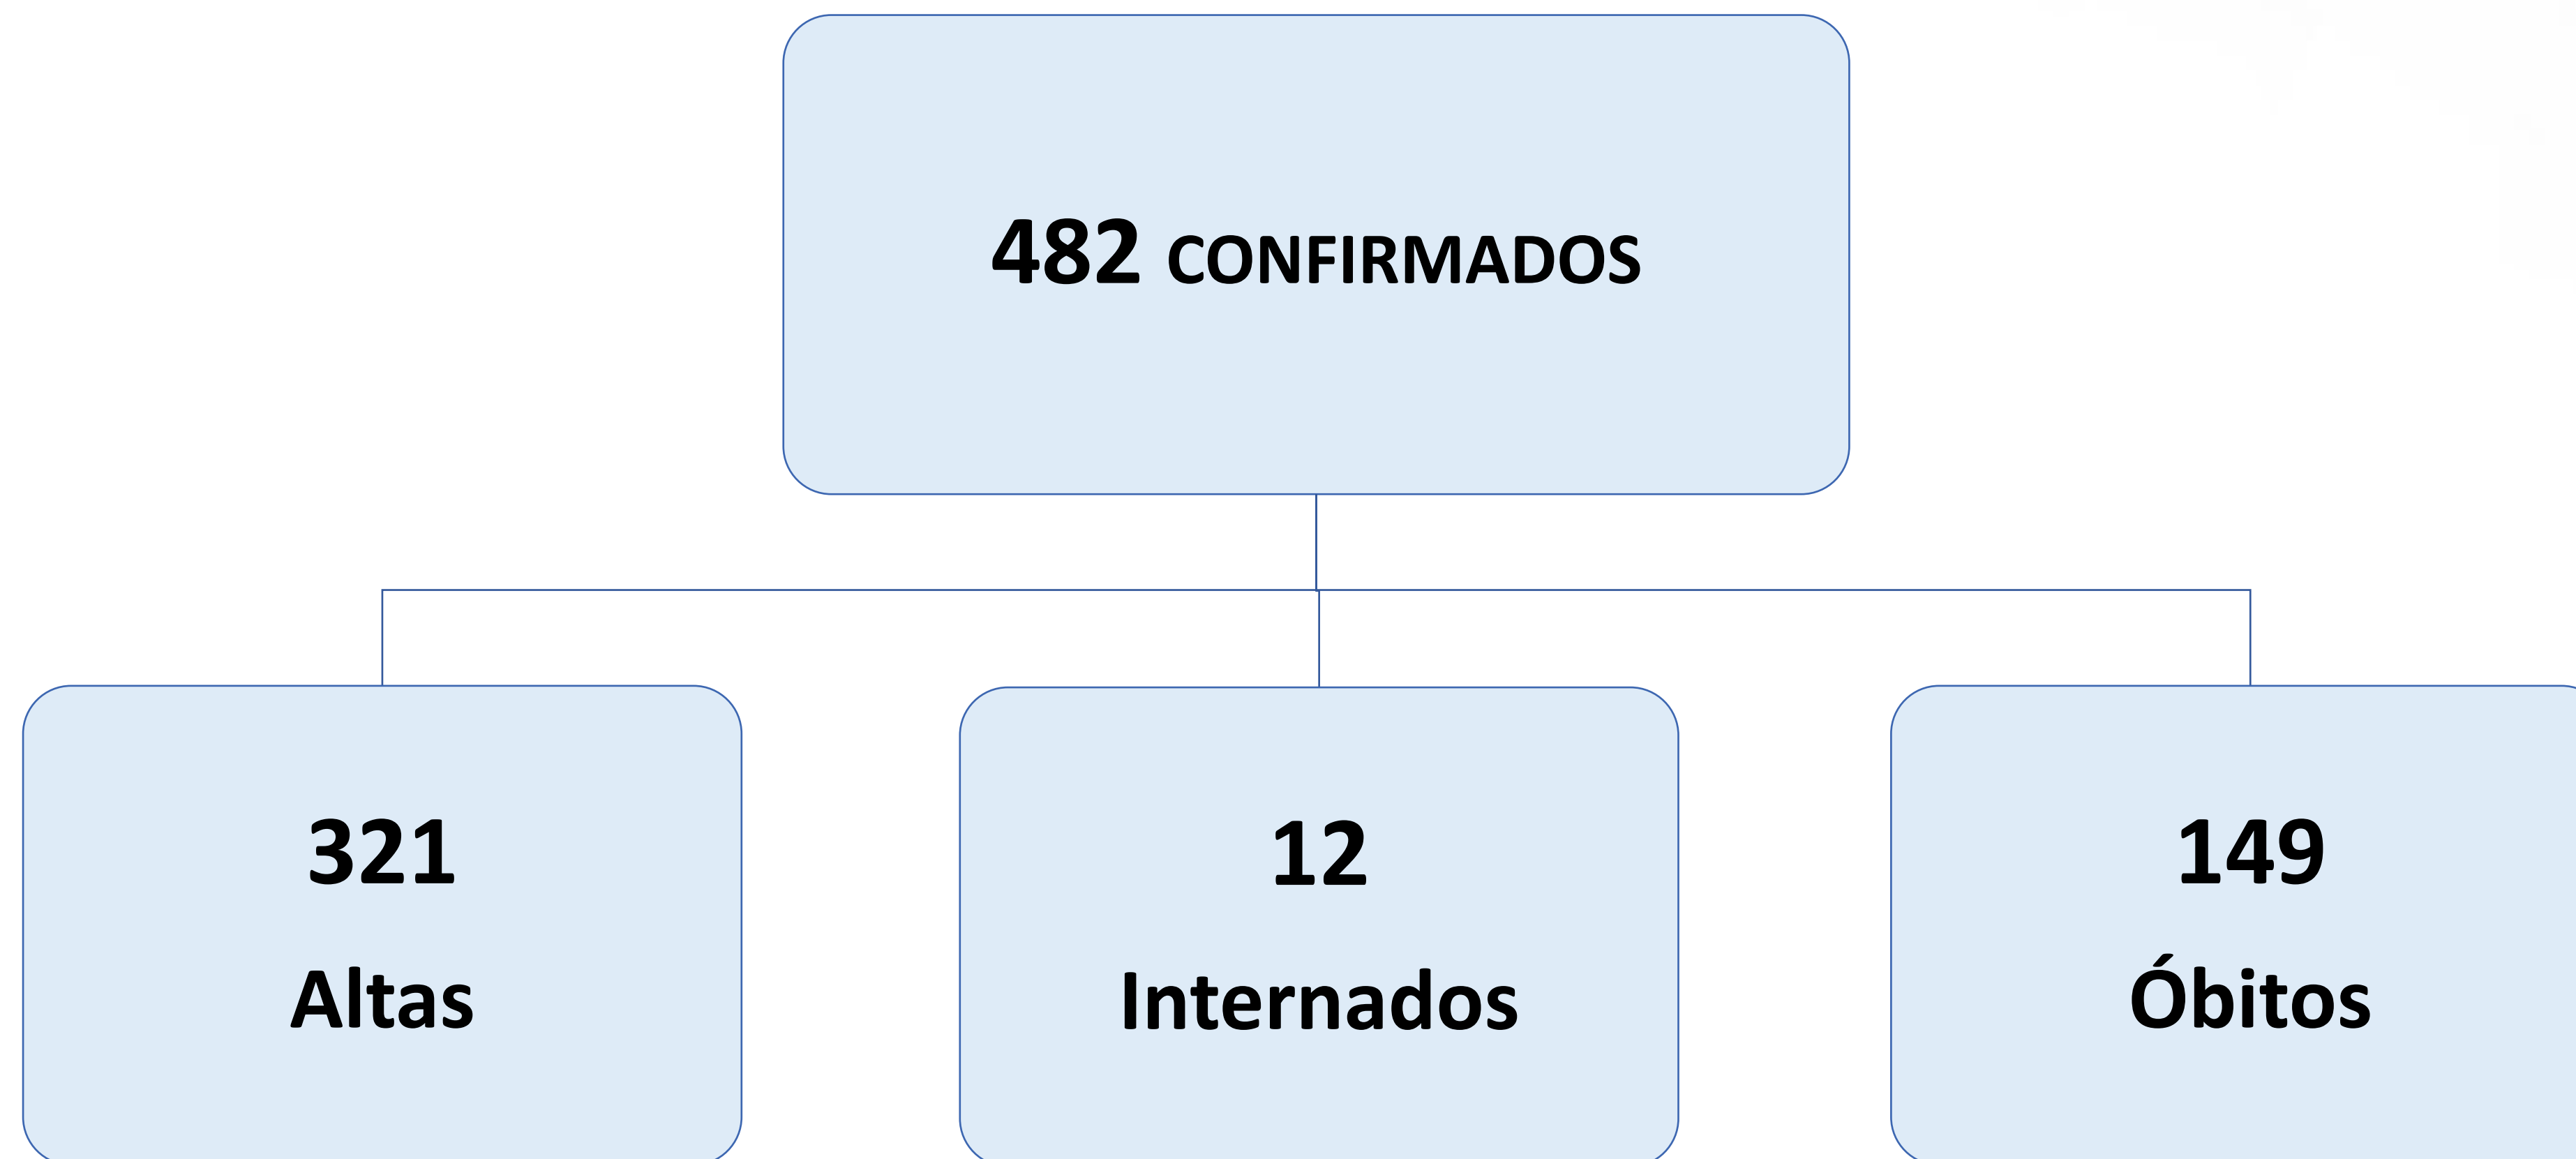 482 CONFIRMADOS
321
Altas
12
Internados
149
Óbitos